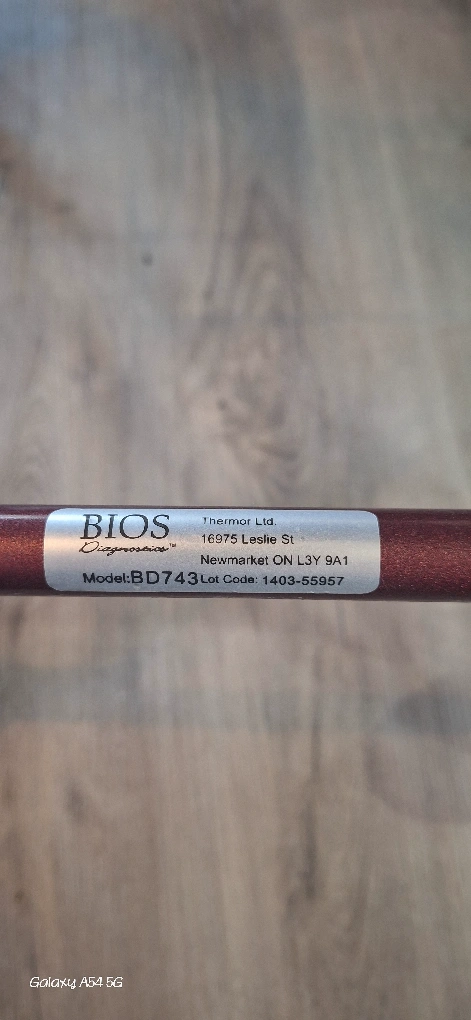 BIOS
Diagnostics™
Model:BD743
Thermor Ltd.
16975 Leslie St
Newmarket ON L3Y 9A1
Lot Code: 1403-55957
Galaxy A54 5G